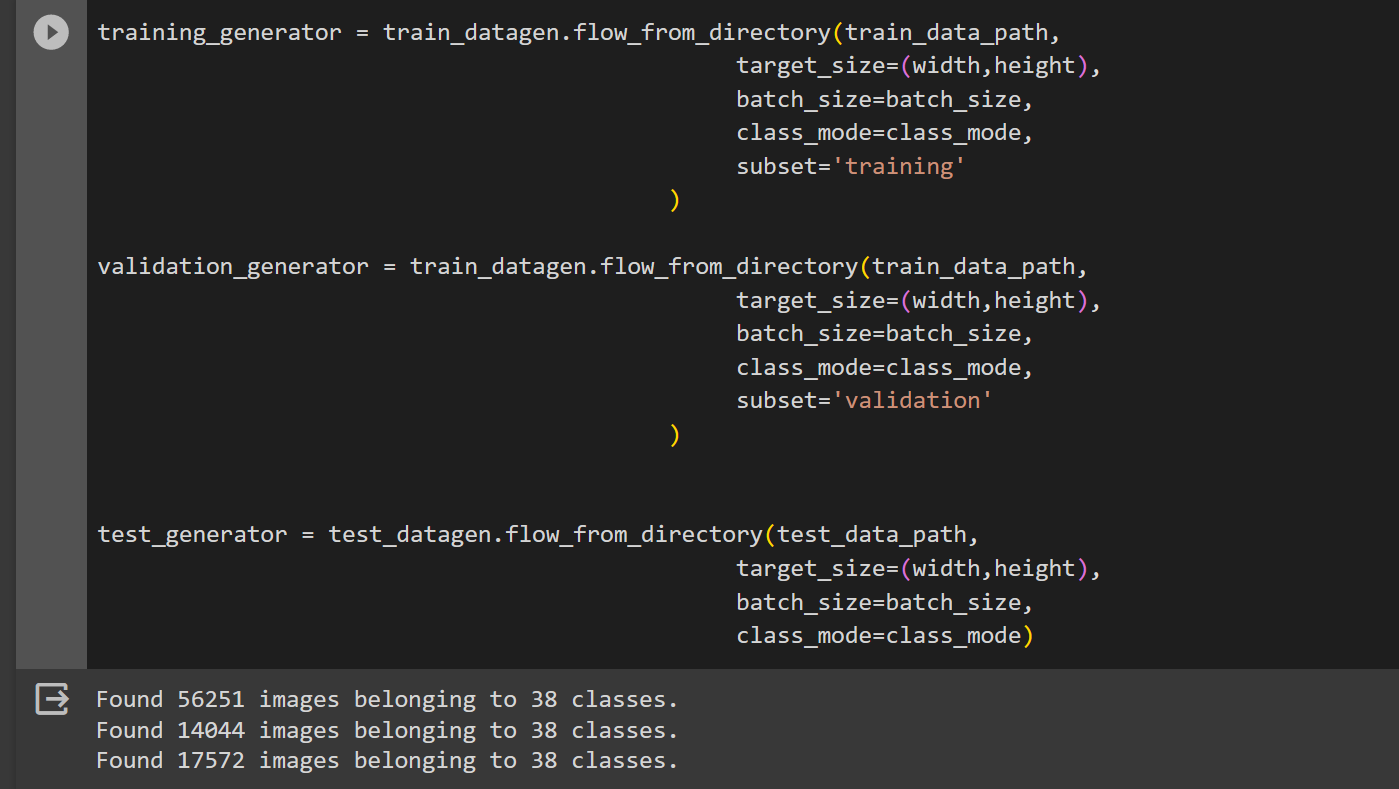 training_generator = train_datagen.flow_from_directory(train_data_path,
target_size=(width,height),
batch_size=batch_size,
class_mode=class_mode,
subset='training'
)
validation_generator = train_datagen.flow_from_directory(train_data_path,
target_size=(width,height),
batch_size=batch_size,
class_mode=class_mode,
subset='validation'
)
test_generator = test_datagen.flow_from_directory(test_data_path,
target_size=(width,height),
batch_size=batch_size,
class_mode=class_mode)
Found 56251 images belonging to 38 classes.
Found 14044 images belonging to 38 classes.
Found 17572 images belonging to 38 classes.